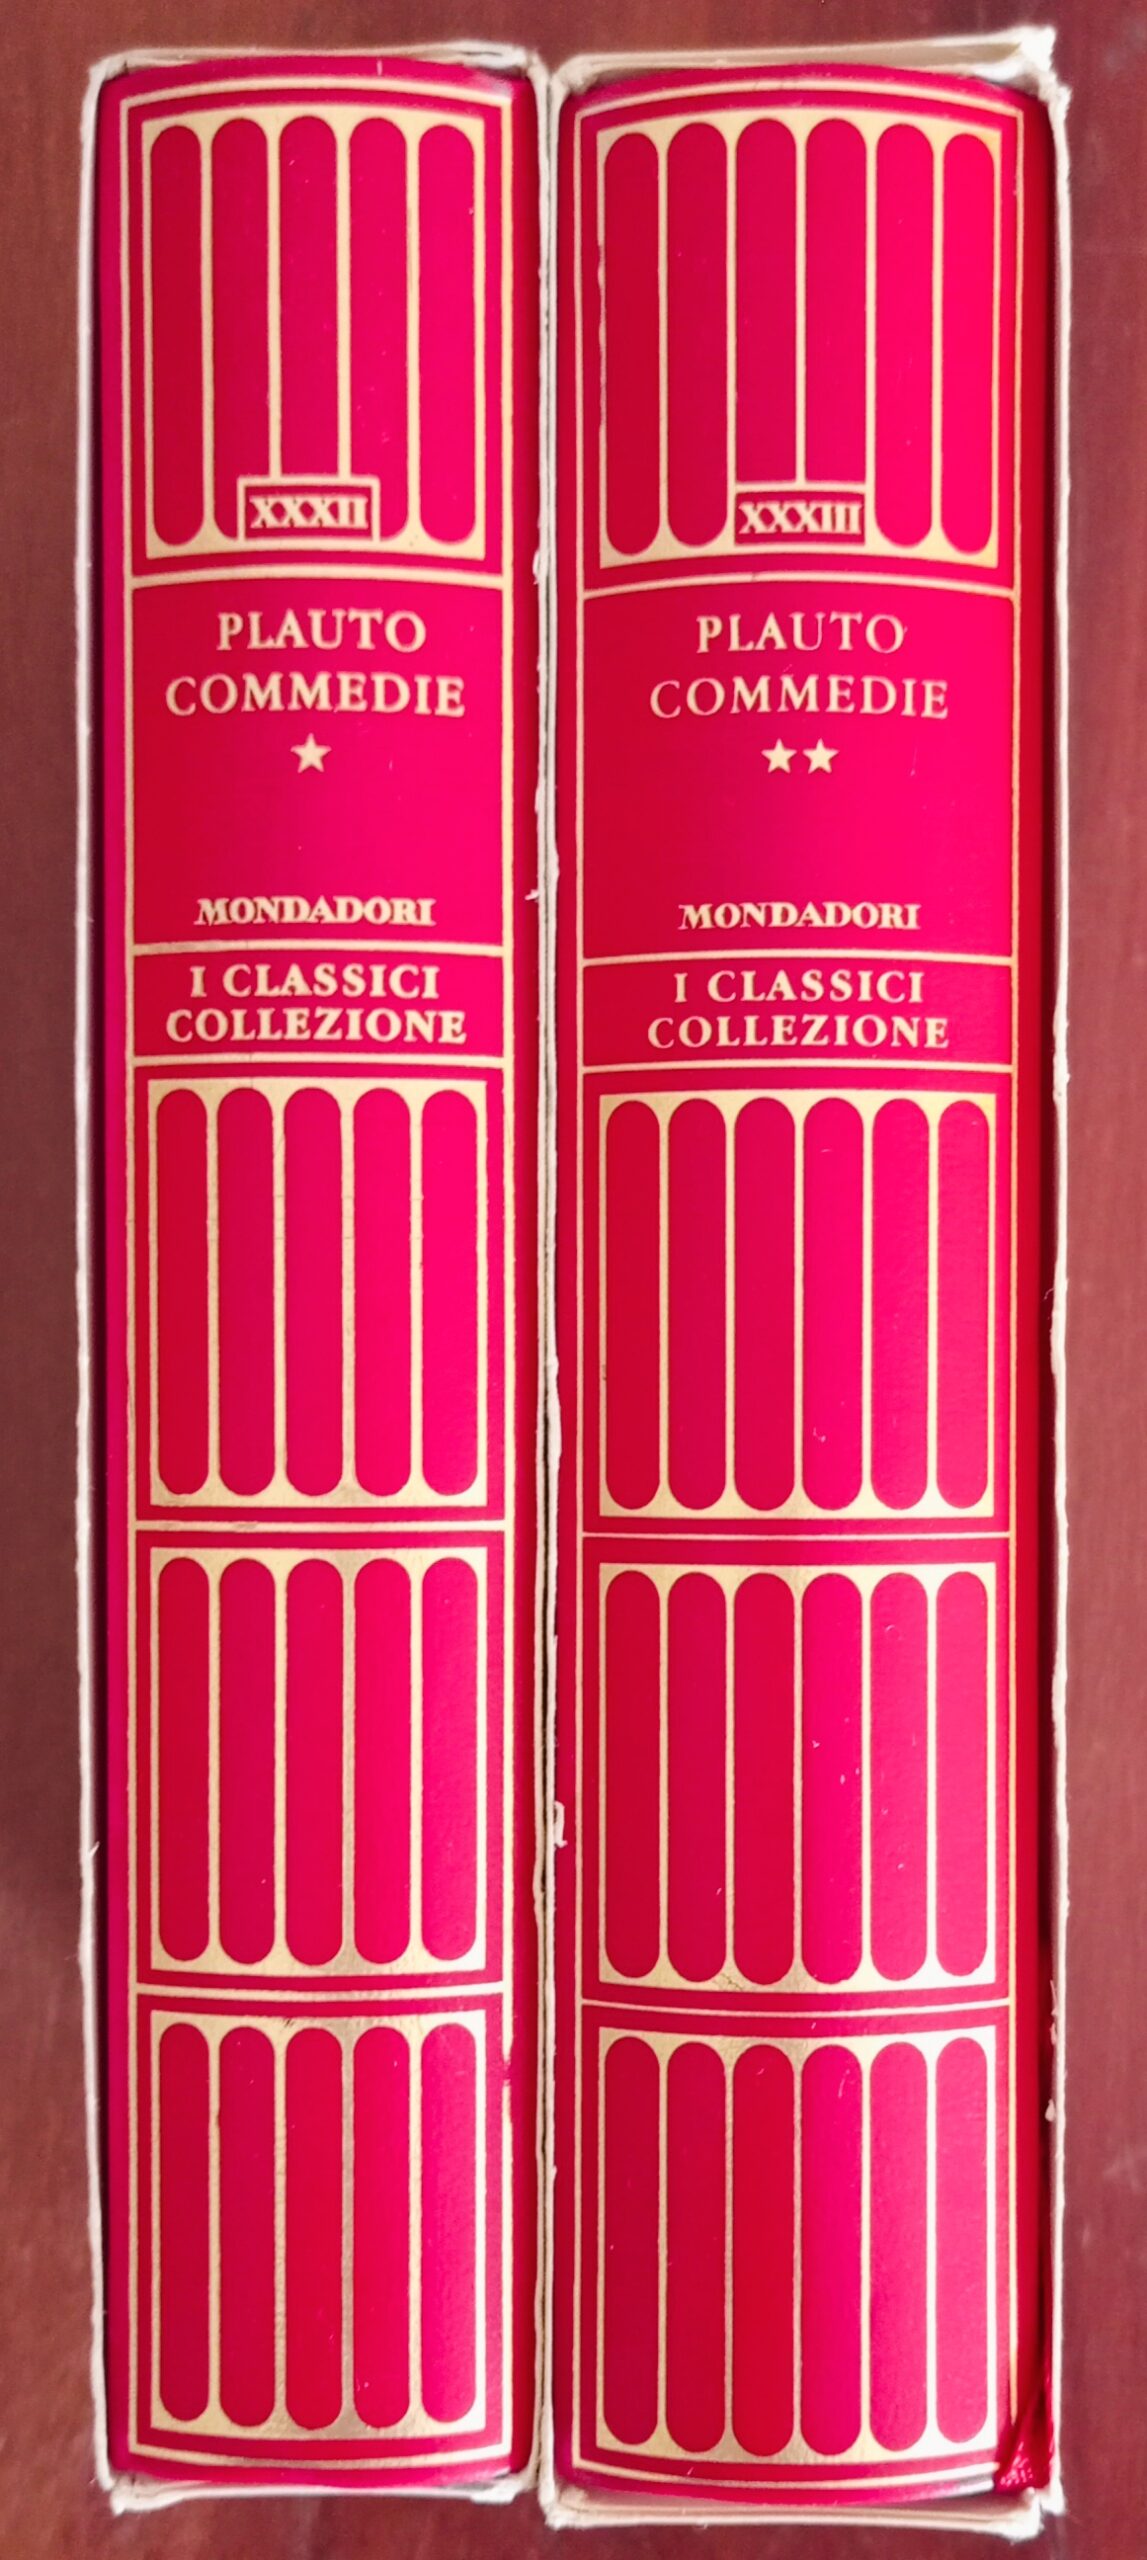 XXXII
PLAUTO
COMMEDIE
★
MONDADORI
I CLASSICI
COLLEZIONE
XXXIII
PLAUTO
COMMEDIE
★★
MONDADORI
I CLASSICI
COLLEZIONE